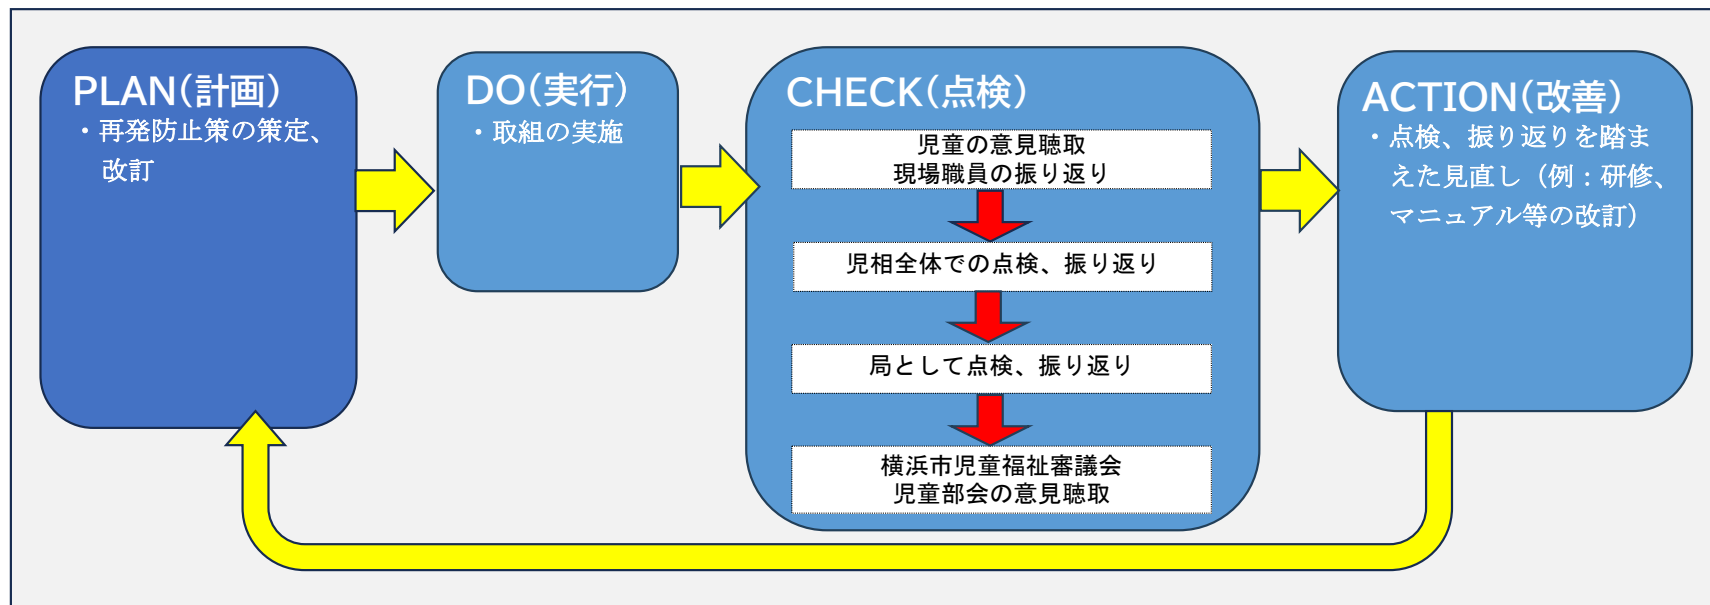 PLAN(計画)
・再発防止策の策定、
改訂
DO(実行)
・取組の実施
CHECK(点検)
児童の意見聴取
現場職員の振り返り
児相全体での点検、振り返り
局として点検、振り返り
横浜市児童福祉審議会
児童部会の意見聴取
ACTION(改善)
・点検、振り返りを踏ま
えた見直し（例：研修、
マニュアル等の改訂）